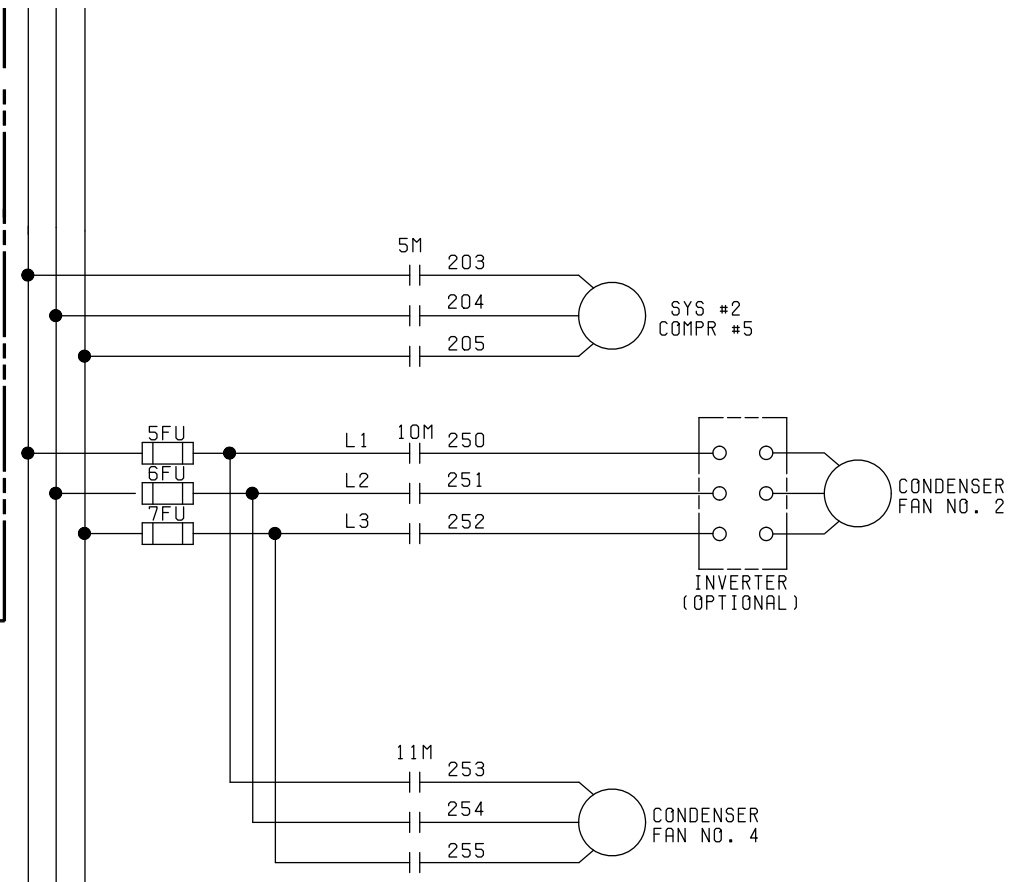 5M
203
204
205
SYS #2
COMPR #5
5FU
6FU
7FU
L1
L2
L3
10M
250
251
252
INVERTER
(OPTIONAL)
CONDENSER
FAN NO. 2
11M
253
254
255
CONDENSER
FAN NO. 4